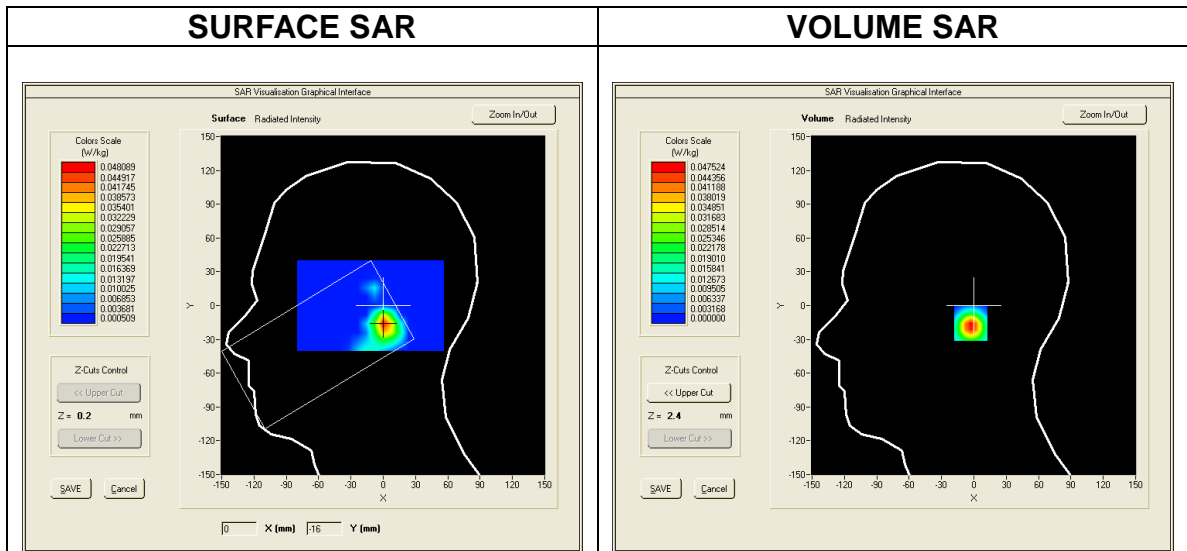 SURFACE SAR
VOLUME SAR
SAR Visualisation Graphical Interface
Surface Radiated Intensity
Zoom In/Out
Colors Scale
(W/kg)
0.048089
0.044917
0.041745
0.038573
0.035401
0.032229
0.029057
0.025885
0.022713
0.019541
0.016369
0.013197
0.010025
0.006853
0.003681
0.000509
Z-Cuts Control
<< Upper Cut
Z = 0.2 mm
Lower Cut >>
SAVE Cancel
150
120
90
60
30
0
-30
-60
-90
-120
-150
Y
-150 -120 -90 -60 -30 0 30 60 90 120 150
X
0 X (mm) -16 Y (mm)
SAR Visualisation Graphical Interface
Volume Radiated Intensity
Zoom In/Out
Colors Scale
(W/kg)
0.047524
0.044356
0.041188
0.038019
0.034851
0.031683
0.028514
0.025346
0.022178
0.019010
0.015841
0.012673
0.009505
0.006337
0.003168
0.000000
Z-Cuts Control
<< Upper Cut
Z = 2.4 mm
Lower Cut >>
SAVE Cancel
150
120
90
60
30
0
-30
-60
-90
-120
-150
Y
-150 -120 -90 -60 -30 0 30 60 90 120 150
X